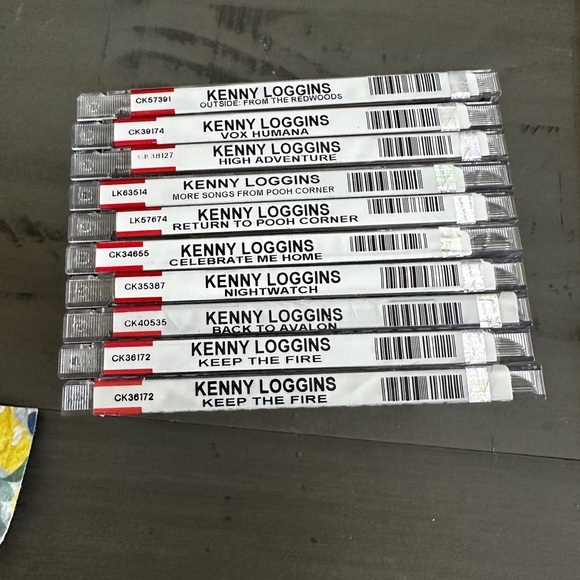 CK57391 KENNY LOGGINS
OUTSIDE: FROM THE REDWOODS
CK39174 KENNY LOGGINS
VOX HUMANA
CK38127 KENNY LOGGINS
HIGH ADVENTURE
LK63514 KENNY LOGGINS
MORE SONGS FROM POOH CORNER
LK57674 KENNY LOGGINS
RETURN TO POOH CORNER
CK34655 KENNY LOGGINS
CELEBRATE ME HOME
CK35387 KENNY LOGGINS
NIGHTWATCH
CK40535 KENNY LOGGINS
BACK TO AVALON
CK36172 KENNY LOGGINS
KEEP THE FIRE
CK36172 KENNY LOGGINS
KEEP THE FIRE